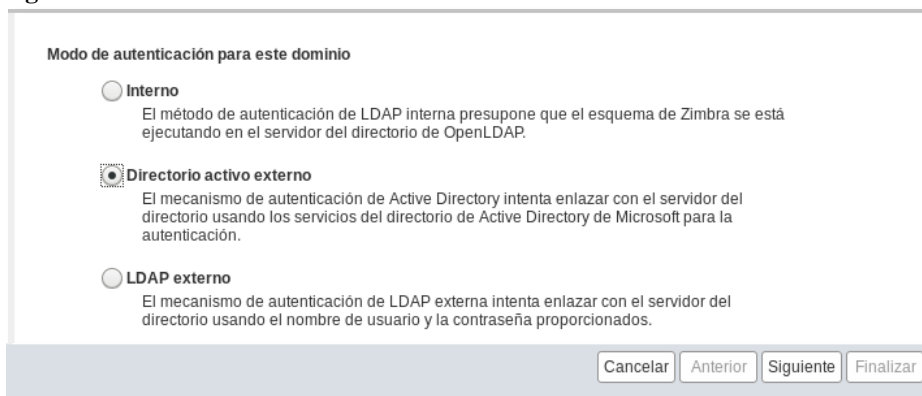 Modo de autenticación para este dominio
Interno
El método de autenticación de LDAP interna presupone que el esquema de Zimbra se está
ejecutando en el servidor del directorio de OpenLDAP.
Directorio activo externo
El mecanismo de autenticación de Active Directory intenta enlazar con el servidor del
directorio usando los servicios del directorio de Active Directory de Microsoft para la
autenticación.
LDAP externo
El mecanismo de autenticación de LDAP externa intenta enlazar con el servidor del
directorio usando el nombre de usuario y la contraseña proporcionados.
Cancelar Anterior Siguiente Finalizar